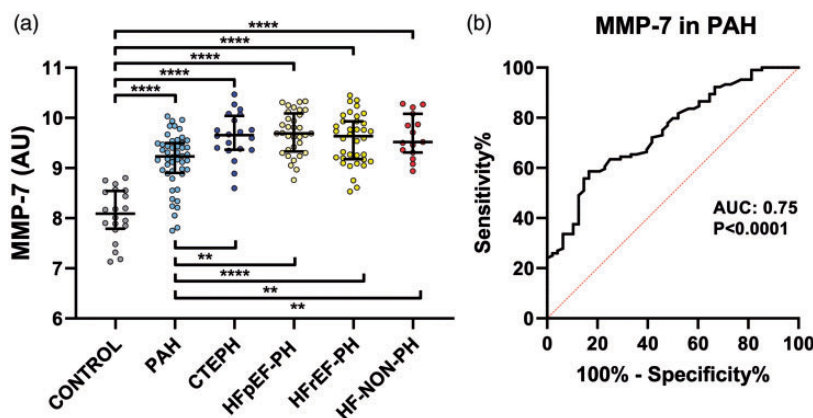 (a)
****
****
****
****
****
MMP-7 (AU)
11
10
9
8
7
6
**
****
**
**
CONTROL
PAH
CTEPH
HFpEF-PH
HFrEF-PH
HF-NON-PH
(b)
MMP-7 in PAH
Sensitivity%
100
80
60
40
20
0
AUC: 0.75
P<0.0001
0 20 40 60 80 100
100% - Specificity%